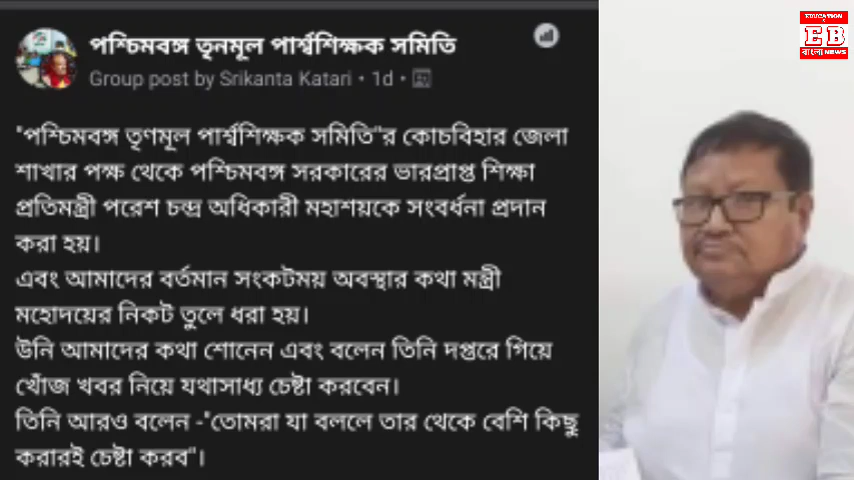 পশ্চিমবঙ্গ তৃনমূল পার্শ্বশিক্ষক সমিতি
Group post by Srikanta Katari • 1d •
"পশ্চিমবঙ্গ তৃণমূল পার্শ্বশিক্ষক সমিতি"র কোচবিহার জেলা
শাখার পক্ষ থেকে পশ্চিমবঙ্গ সরকারের ভারপ্রাপ্ত শিক্ষা
প্রতিমন্ত্রী পরেশ চন্দ্র অধিকারী মহাশয়কে সংবর্ধনা প্রদান
করা হয়।
এবং আমাদের বর্তমান সংকটময় অবস্থার কথা মন্ত্রী
মহোদয়ের নিকট তুলে ধরা হয়।
উনি আমাদের কথা শোনেন এবং বলেন তিনি দপ্তরে গিয়ে
খোঁজ খবর নিয়ে যথাসাধ্য চেষ্টা করবেন।
তিনি আরও বলেন -"তোমরা যা বললে তার থেকে বেশি কিছু
করারই চেষ্টা করব"।
EDUCATION
EB
বাংলা NEWS